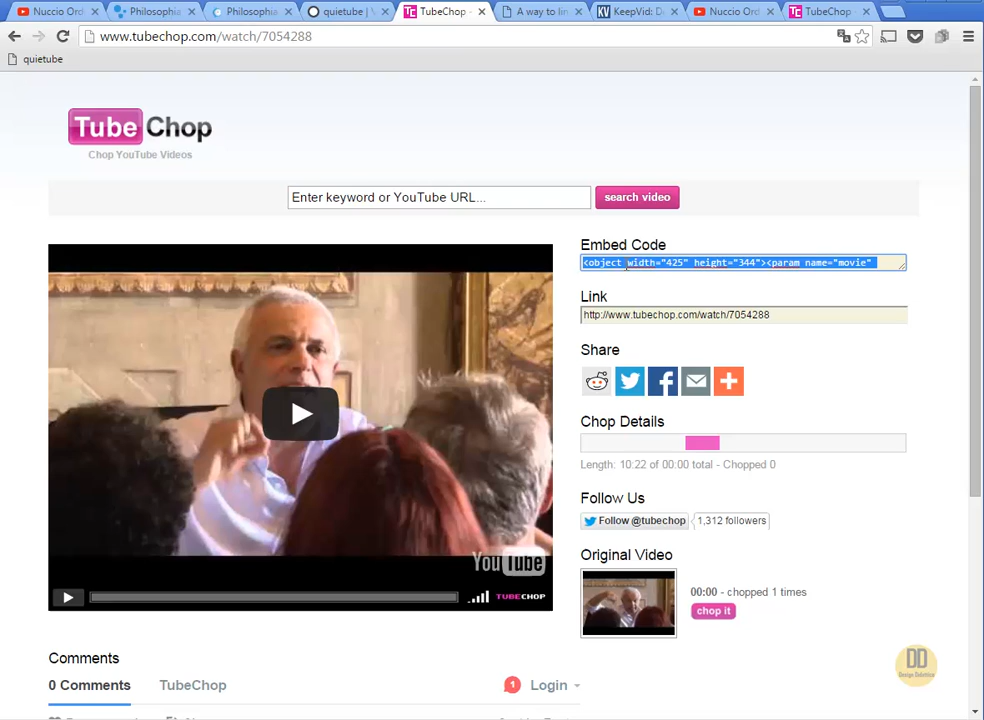 Nuccio Ord
Philosophia
Philosophia
quietube | V
TubeChop
A way to lin
KeepVid: D
Nuccio Ord
TubeChop -
www.tubechop.com/watch/7054288
quietube
TubeChop
Chop YouTube Videos
Enter keyword or YouTube URL...
search video
Embed Code
<object width="425" height="344"><param name="movie"
Link
http://www.tubechop.com/watch/7054288
Share
Chop Details
Length: 10:22 of 00:00 total - Chopped 0
Follow Us
Follow @tubechop
1,312 followers
Original Video
00:00 - chopped 1 times
chop it
YouTube
TUBECHOP
Comments
0 Comments
TubeChop
1
Login
DD
Design Didattico